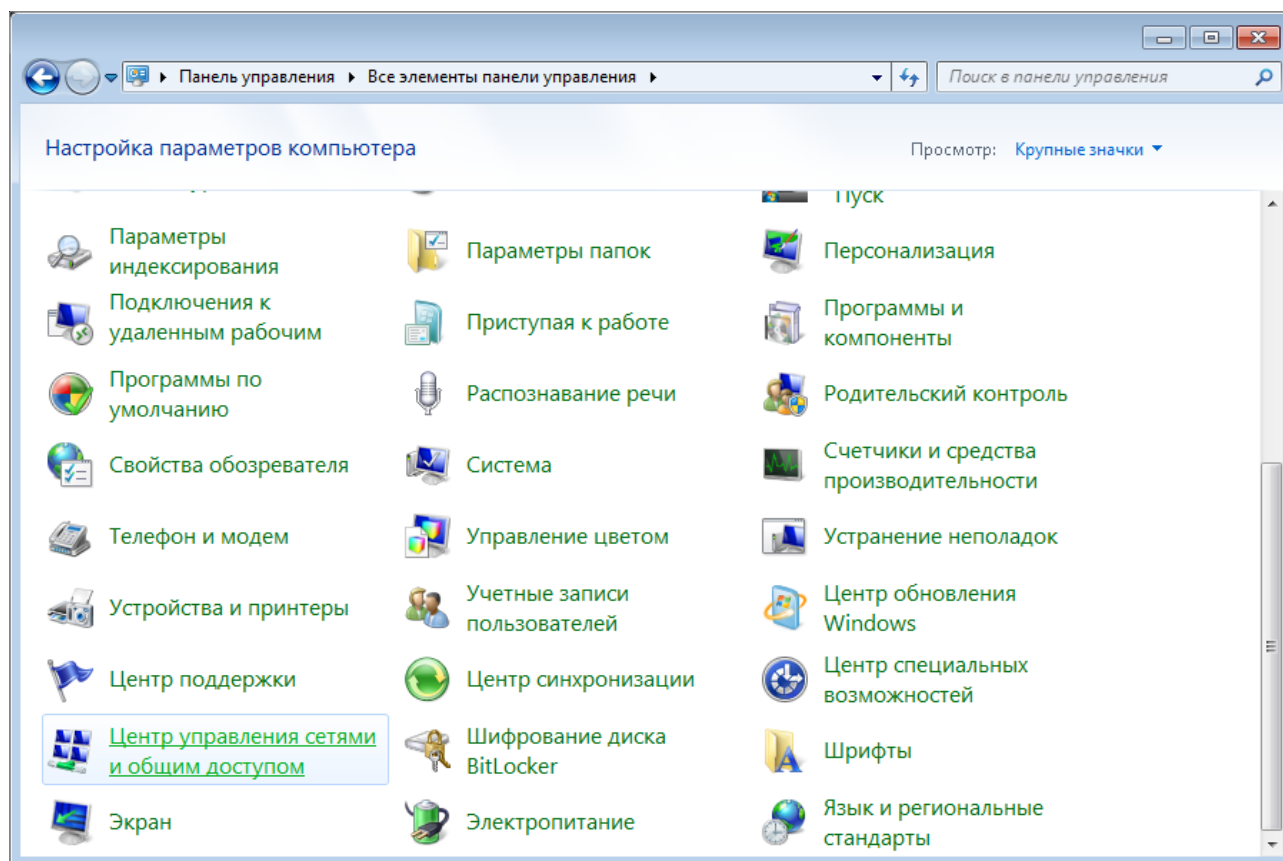 Панель управления
Все элементы панели управления
Поиск в панели управления
Настройка параметров компьютера
Просмотр: Крупные значки
Пуск
Параметры
индексирования
Параметры папок
Персонализация
Подключения к
удаленным рабочим
Приступая к работе
Программы и
компоненты
Программы по
умолчанию
Распознавание речи
Родительский контроль
Свойства обозревателя
Система
Счетчики и средства
производительности
Телефон и модем
Управление цветом
Устранение неполадок
Устройства и принтеры
Учетные записи
пользователей
Центр обновления
Windows
Центр поддержки
Центр синхронизации
Центр специальных
возможностей
Центр управления сетями
и общим доступом
Шифрование диска
BitLocker
Шрифты
Экран
Электропитание
Язык и региональные
стандарты